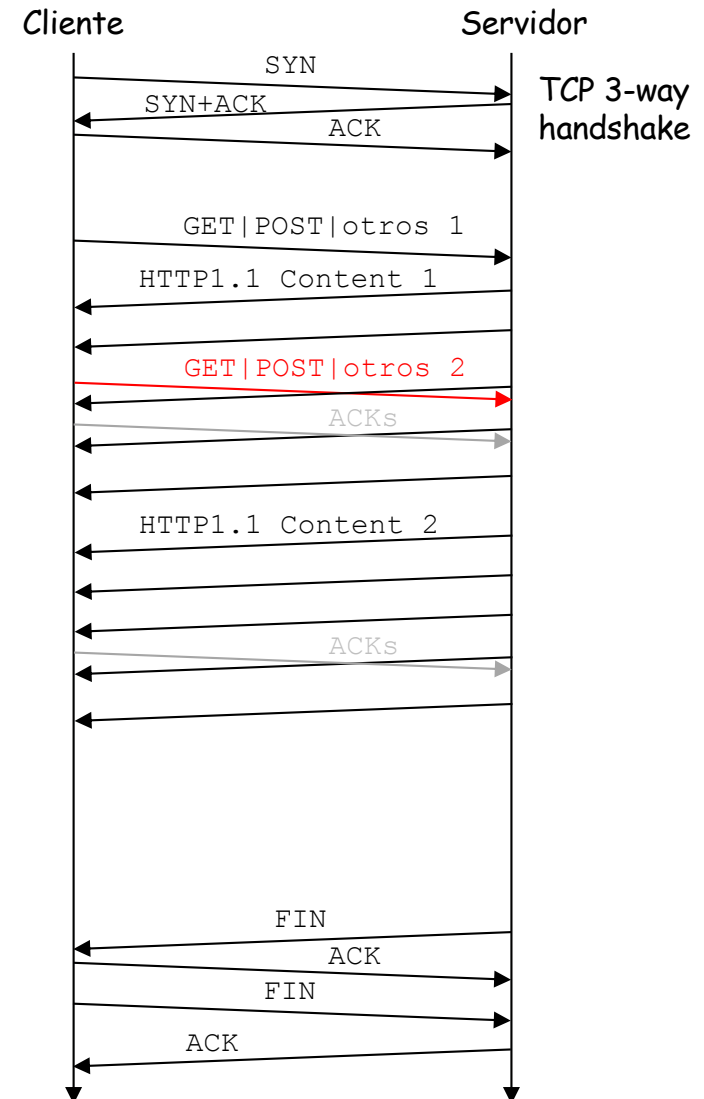 Cliente
Servidor
SYN
TCP 3-way
handshake
SYN+ACK
ACK
GET|POST|otros 1
HTTP1.1 Content 1
GET|POST|otros 2
ACKs
HTTP1.1 Content 2
ACKs
FIN
ACK
FIN
ACK